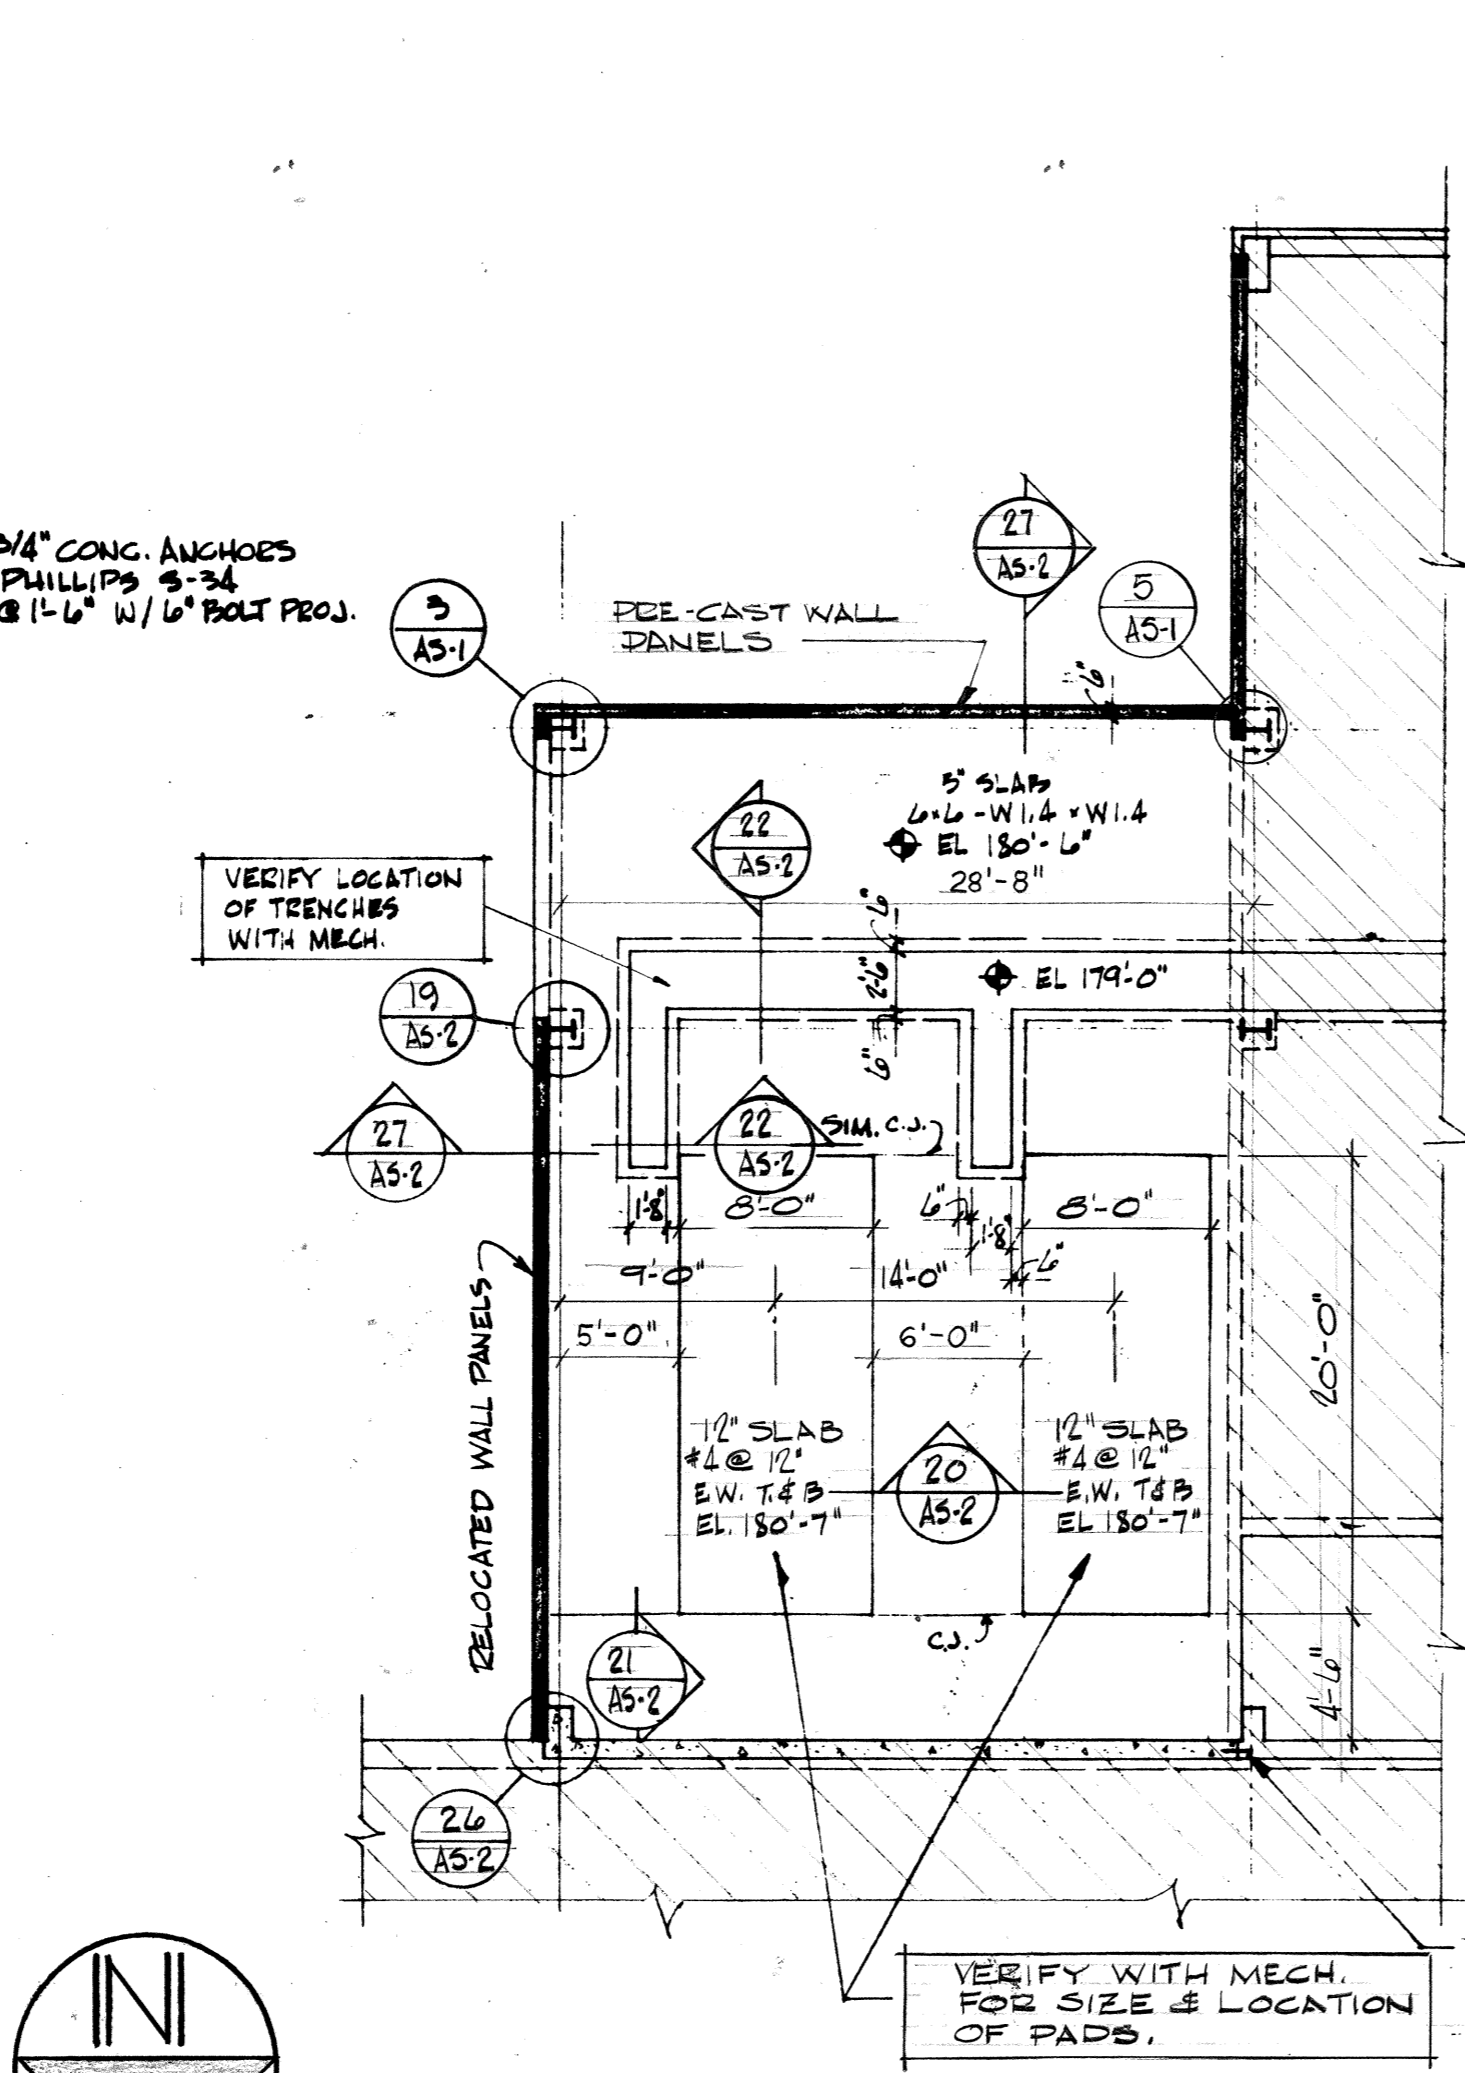 3/4" CONC. ANCHORS
PHILLIPS S-34
@ 1'-6" W/ 6" BOLT PROJ.
3
AS-1
PRE-CAST WALL
PANELS
27
AS-2
5
AS-1
6"
5" SLAB
6x6 - W1.4 x W1.4
EL 180'-6"
28'-8"
22
AS-2
VERIFY LOCATION
OF TRENCHES
WITH MECH.
6"
2'-6"
6"
EL 179'-0"
19
AS-2
27
AS-2
22
AS-2
SIM. C.J.
1'-8"
8'-0"
6"
1'-8"
6"
8'-0"
9'-0"
14'-0"
5'-0"
6'-0"
RELOCATED WALL PANELS
20'-0"
12" SLAB
#4 @ 12"
E.W. T. & B
EL. 180'-7"
20
AS-2
12" SLAB
#4 @ 12"
E.W. T & B
EL 180'-7"
C.J.
21
AS-2
4'-6"
26
AS-2
N
VERIFY WITH MECH.
FOR SIZE & LOCATION
OF PADS.